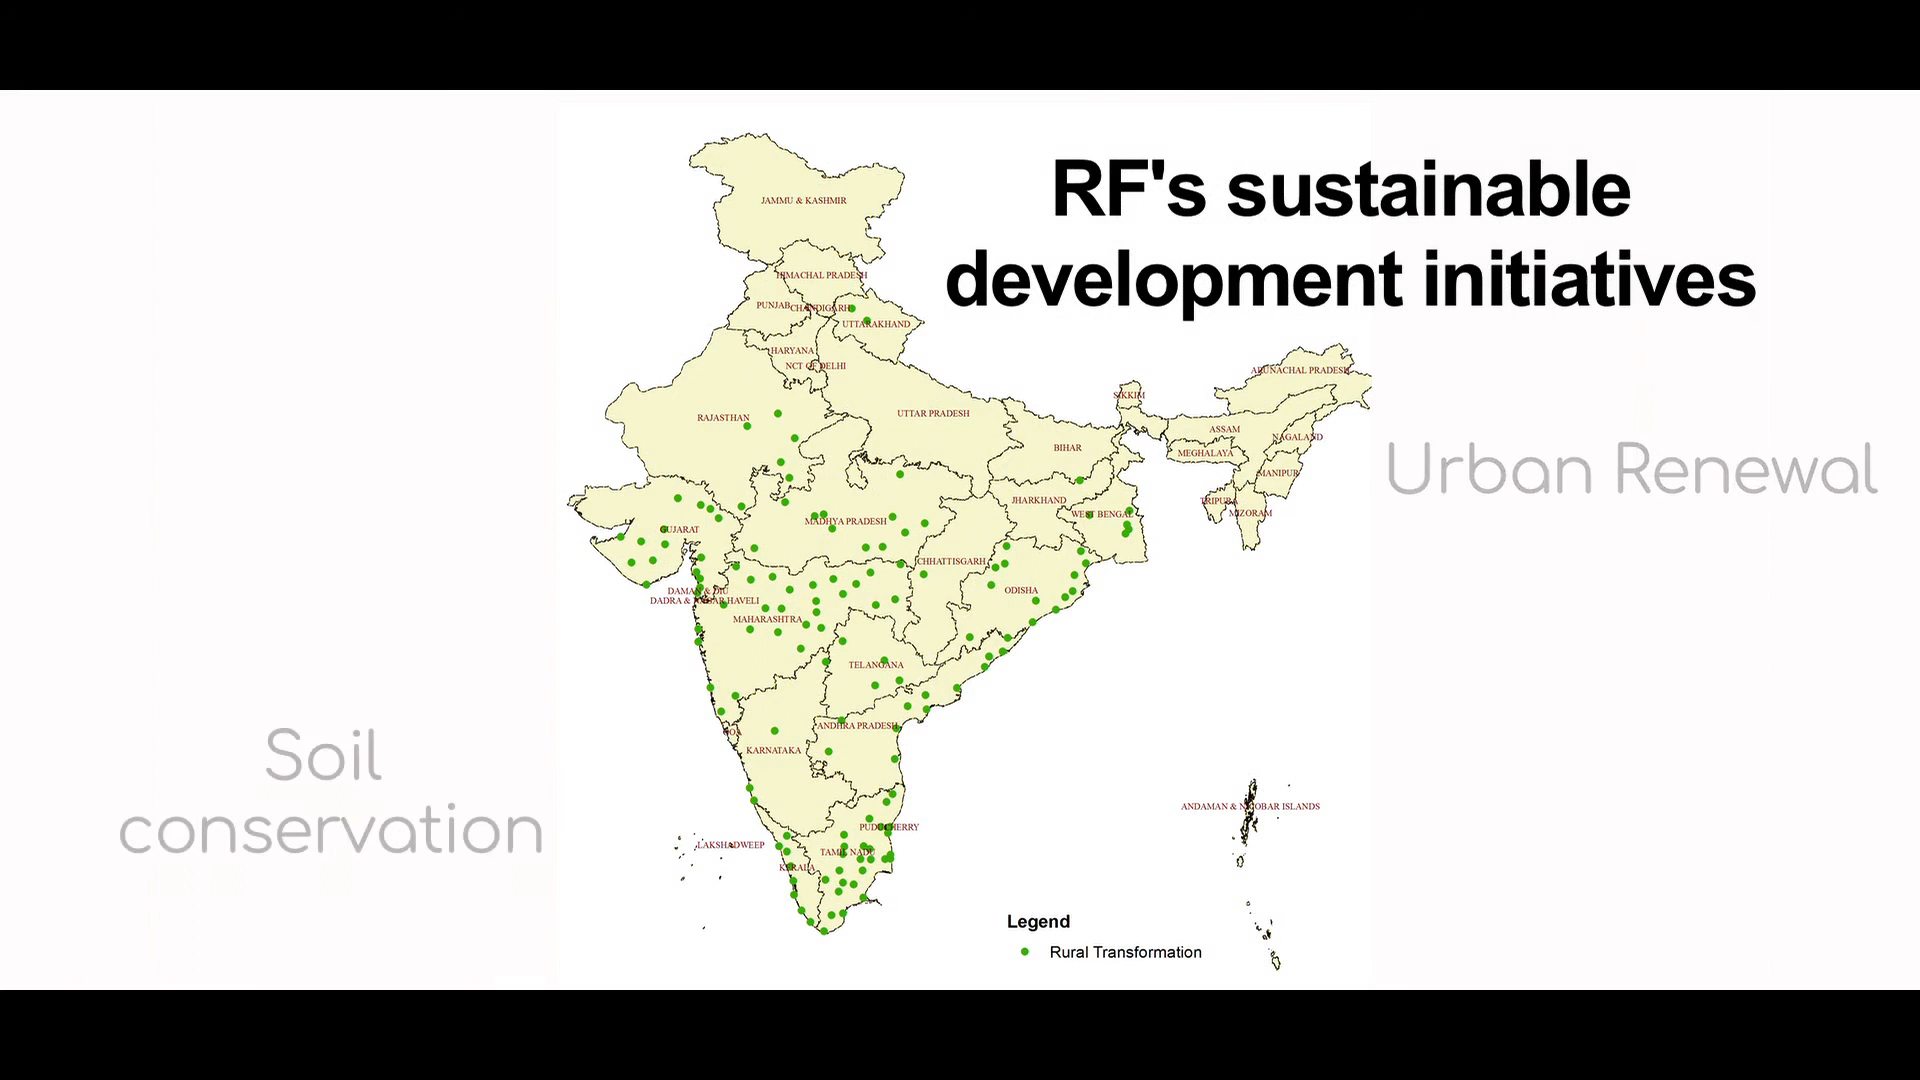 RF's sustainable
development initiatives
JAMMU & KASHMIR
HIMACHAL PRADESH
PUNJAB
CHANDIGARH
UTTARAKHAND
HARYANA
NCT OF DELHI
ARUNACHAL PRADESH
SIKKIM
RAJASTHAN
UTTAR PRADESH
ASSAM
NAGALAND
BIHAR
MEGHALAYA
MANIPUR
Urban Renewal
JHARKHAND
TRIPURA
WEST BENGAL
MIZORAM
GUJARAT
MADHYA PRADESH
CHHATTISGARH
ODISHA
DAMAN & DIU
DADRA & NAGAR HAVELI
MAHARASHTRA
TELANGANA
ANDHRA PRADESH
GOA
KARNATAKA
Soil
conservation
ANDAMAN & NICOBAR ISLANDS
PUDUCHERRY
LAKSHADWEEP
TAMIL NADU
KERALA
Legend
Rural Transformation